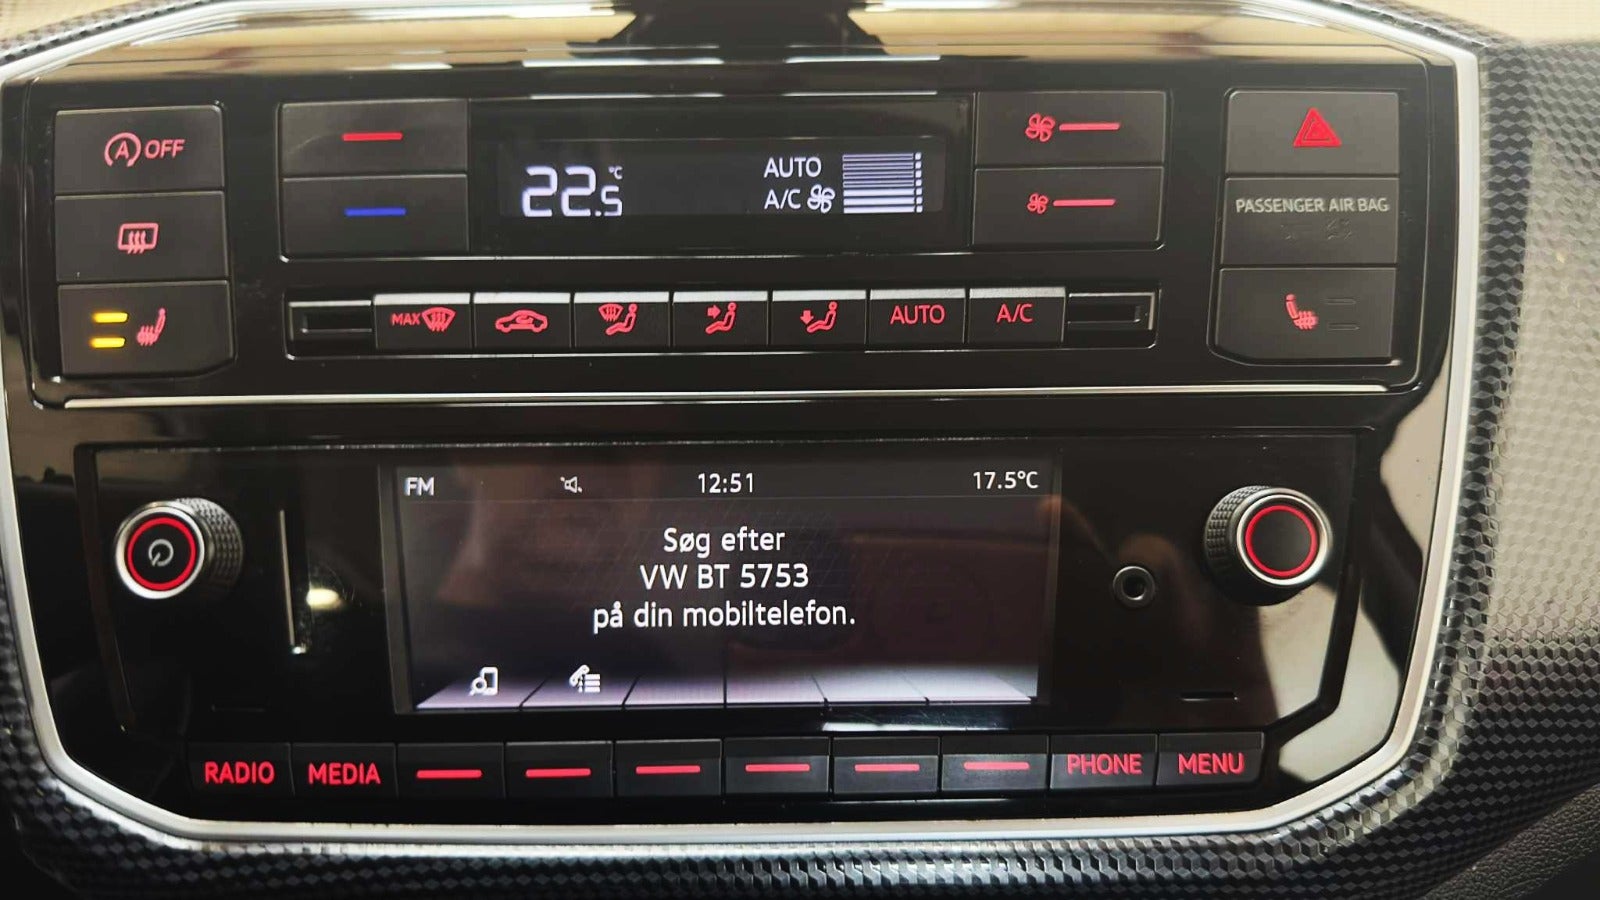 (A) OFF
22.5 °C
AUTO
A/C
PASSENGER AIR BAG
MAX
AUTO
A/C
FM 12:51 17.5°C
Søg efter
VW BT 5753
på din mobiltelefon.
RADIO MEDIA PHONE MENU